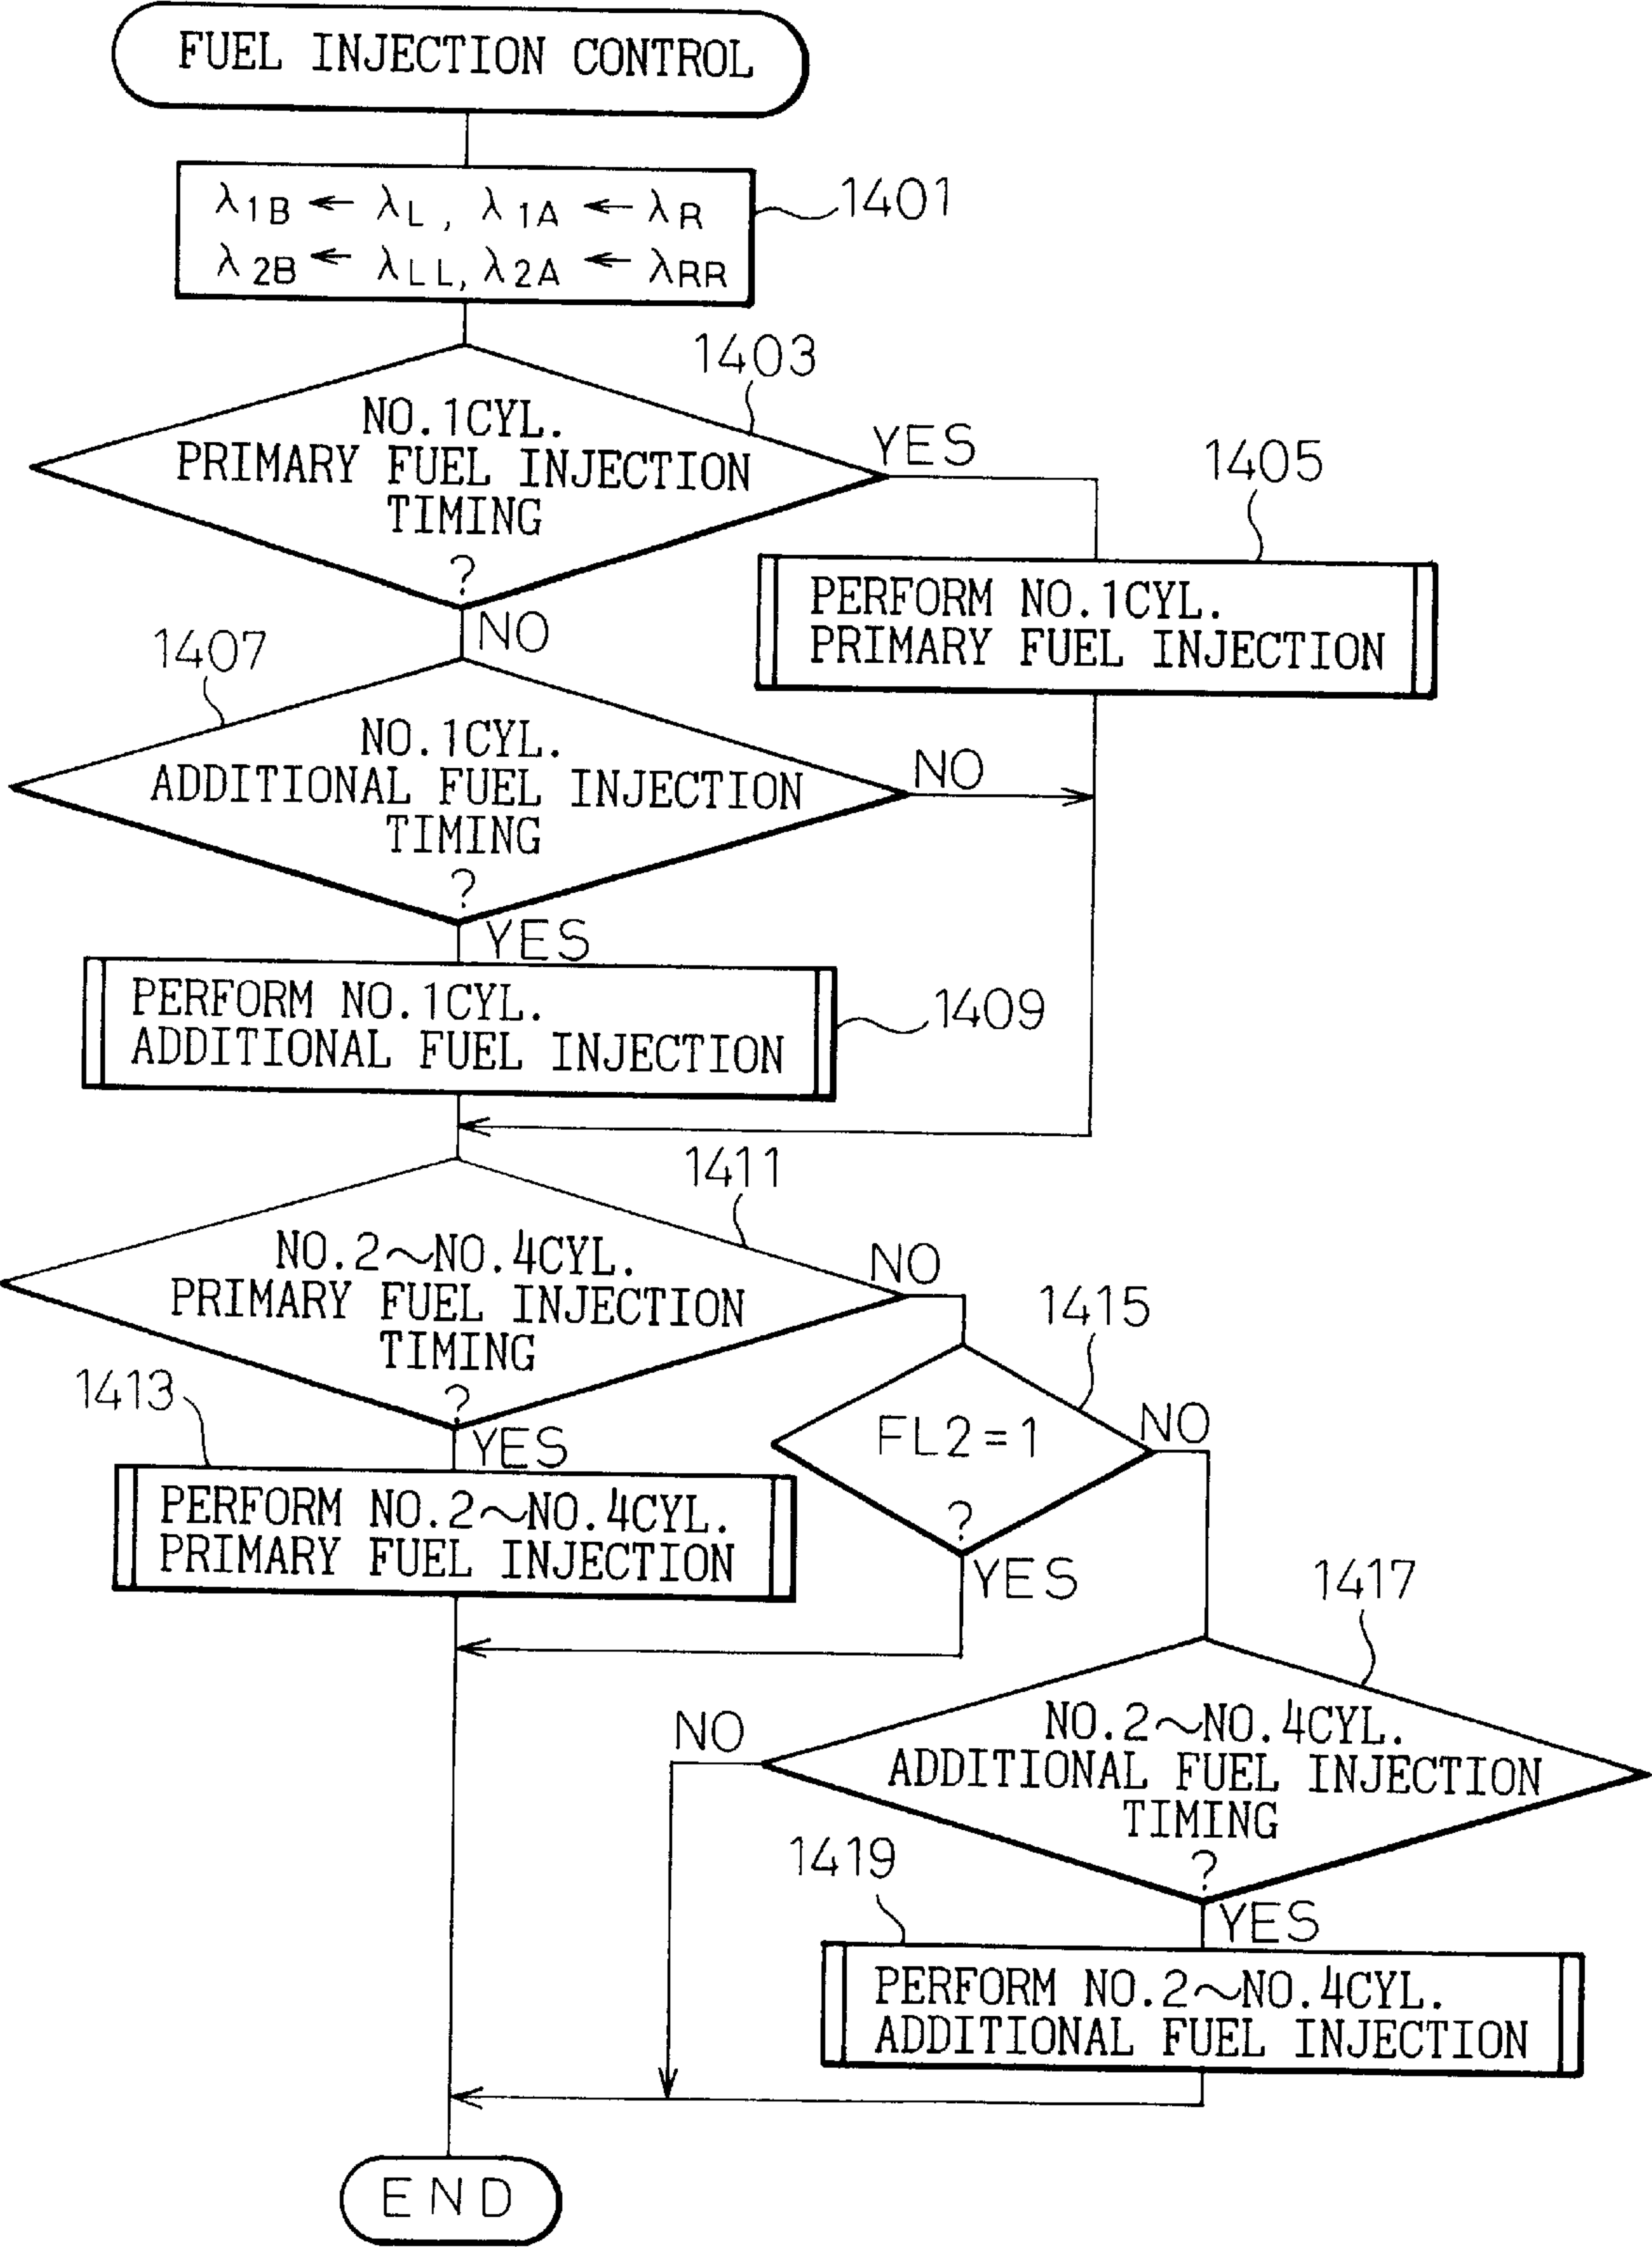 FUEL INJECTION CONTROL
λ1B ← λL, λ1A ← λR
λ2B ← λLL, λ2A ← λRR
1401
1403
NO.1CYL.
PRIMARY FUEL INJECTION
TIMING
?
YES
1405
PERFORM NO.1CYL.
PRIMARY FUEL INJECTION
NO
1407
NO.1CYL.
ADDITIONAL FUEL INJECTION
TIMING
?
NO
YES
PERFORM NO.1CYL.
ADDITIONAL FUEL INJECTION
1409
1411
NO.2～NO.4CYL.
PRIMARY FUEL INJECTION
TIMING
?
NO
1415
1413
YES
FL2=1
?
NO
PERFORM NO.2～NO.4CYL.
PRIMARY FUEL INJECTION
YES
1417
NO.2～NO.4CYL.
ADDITIONAL FUEL INJECTION
TIMING
?
NO
1419
YES
PERFORM NO.2～NO.4CYL.
ADDITIONAL FUEL INJECTION
END